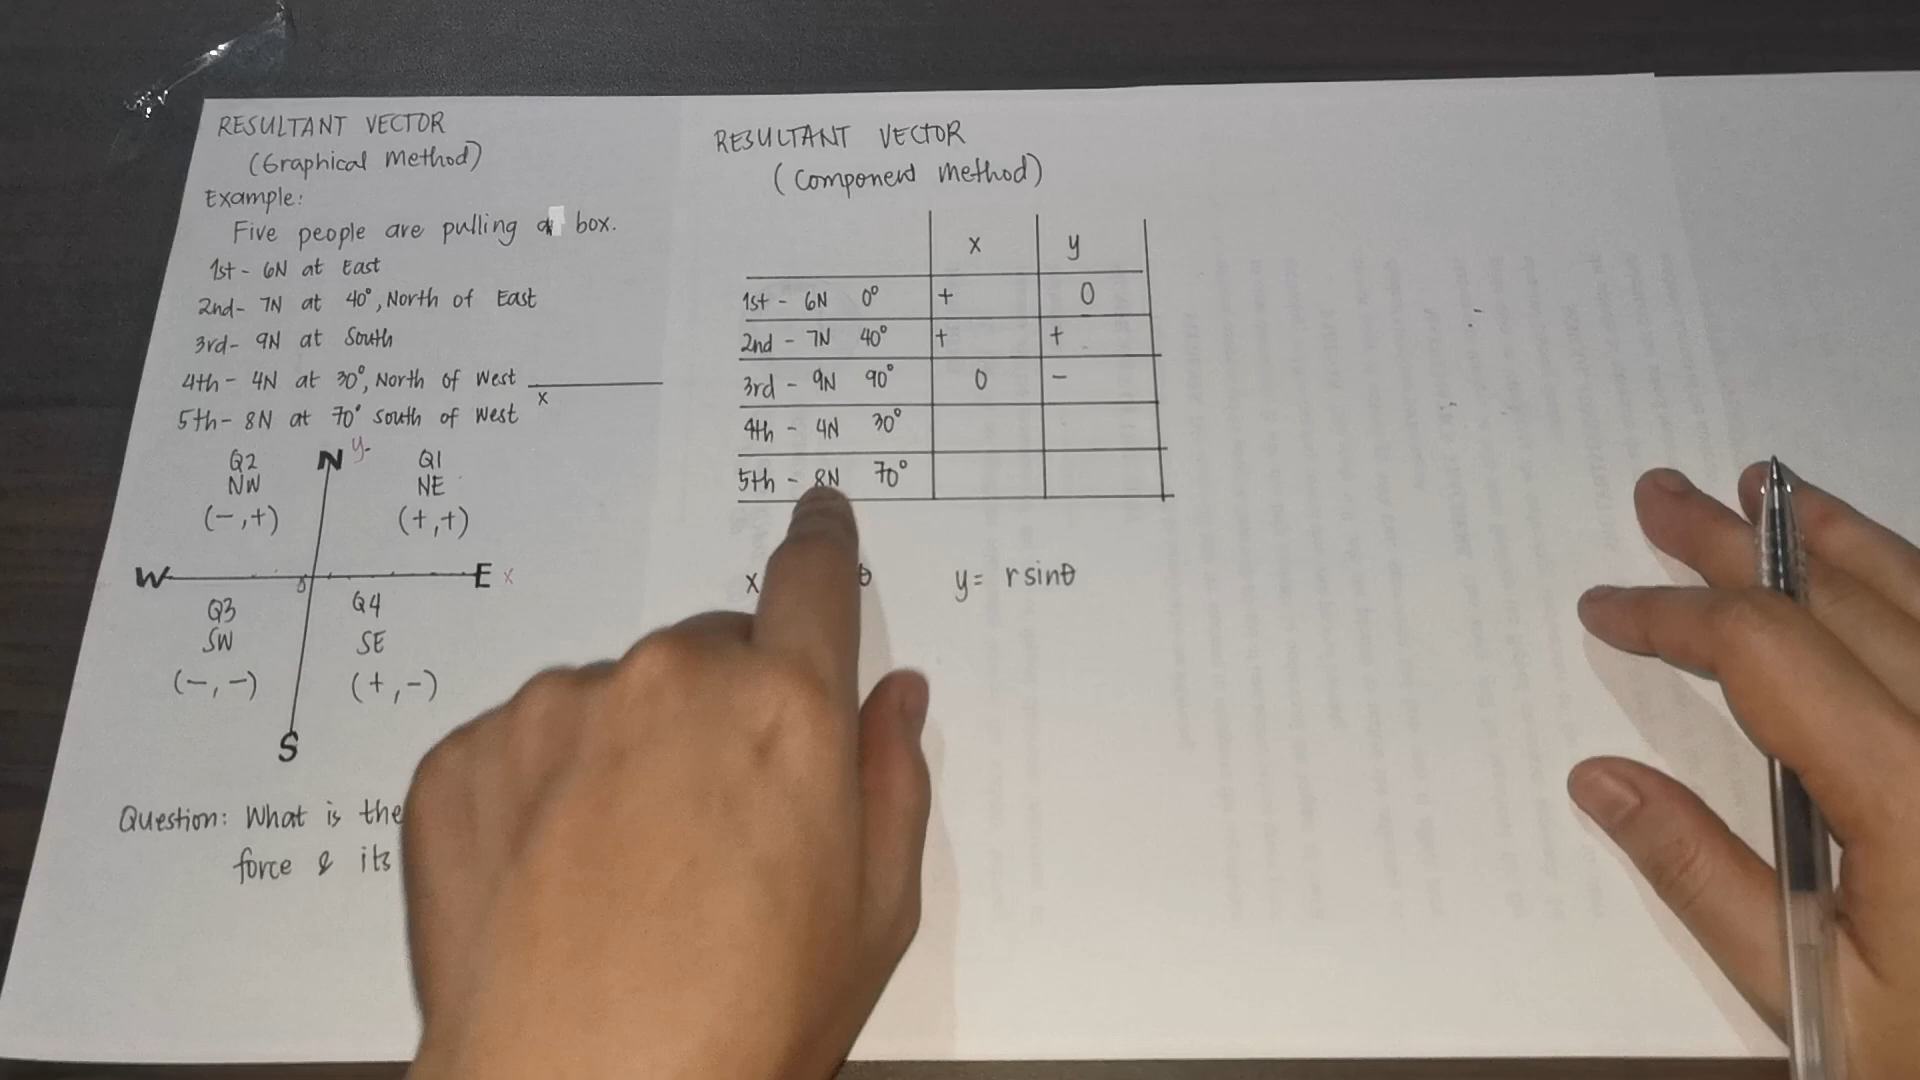 RESULTANT VECTOR
(Graphical Method)
Example:
Five people are pulling a box.
1st - 6N at East
2nd - 7N at 40°, North of East
3rd - 9N at South
4th - 4N at 30°, North of West
x
5th - 8N at 70° South of West
Q2 N y Q1
NW NE
(-,+) (+,+)
W 0 E x
Q3 Q4
SW SE
(-,-) (+,-)
S
Question: What is the
force & its
RESULTANT VECTOR
(Component Method)
x y
1st - 6N 0° + 0
2nd - 7N 40° + +
3rd - 9N 90° 0 -
4th - 4N 30°
5th - 8N 70°
x θ y = r sinθ